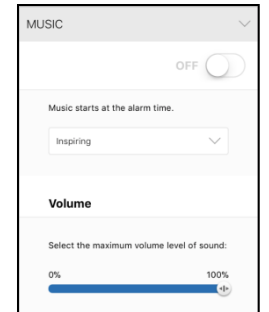 MUSIC
OFF
Music starts at the alarm time.
Inspiring
Volume
Select the maximum volume level of sound:
0% 100%